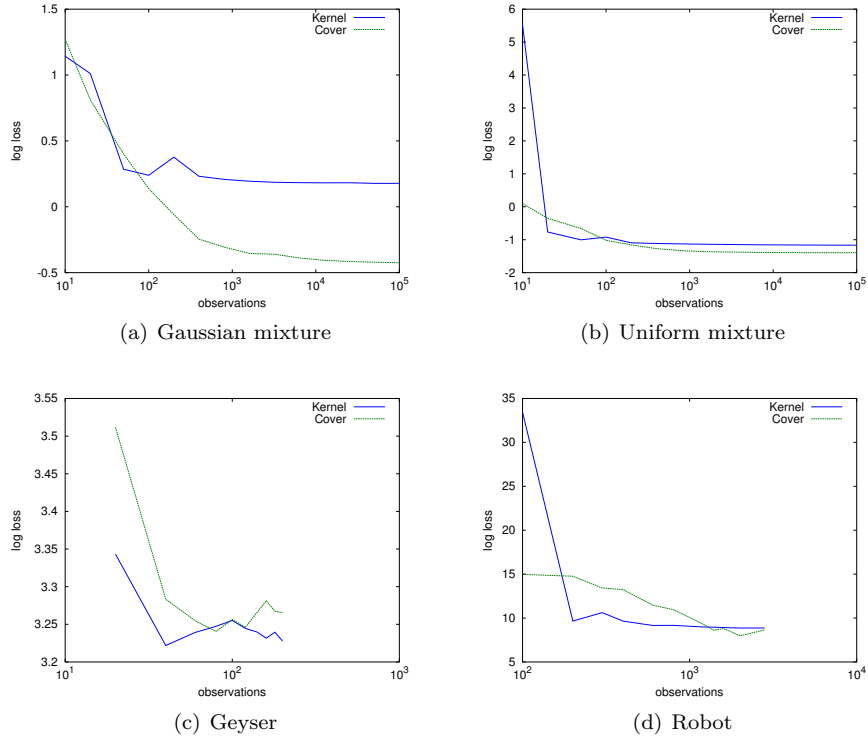 1.5
1
0.5
0
-0.5
log loss
10^1
10^2
10^3
10^4
10^5
observations
Kernel
Cover
(a) Gaussian mixture
6
5
4
3
2
1
0
-1
-2
log loss
10^1
10^2
10^3
10^4
10^5
observations
Kernel
Cover
(b) Uniform mixture
3.55
3.5
3.45
3.4
3.35
3.3
3.25
3.2
log loss
10^1
10^2
10^3
observations
Kernel
Cover
(c) Geyser
35
30
25
20
15
10
5
log loss
10^2
10^3
10^4
observations
Kernel
Cover
(d) Robot